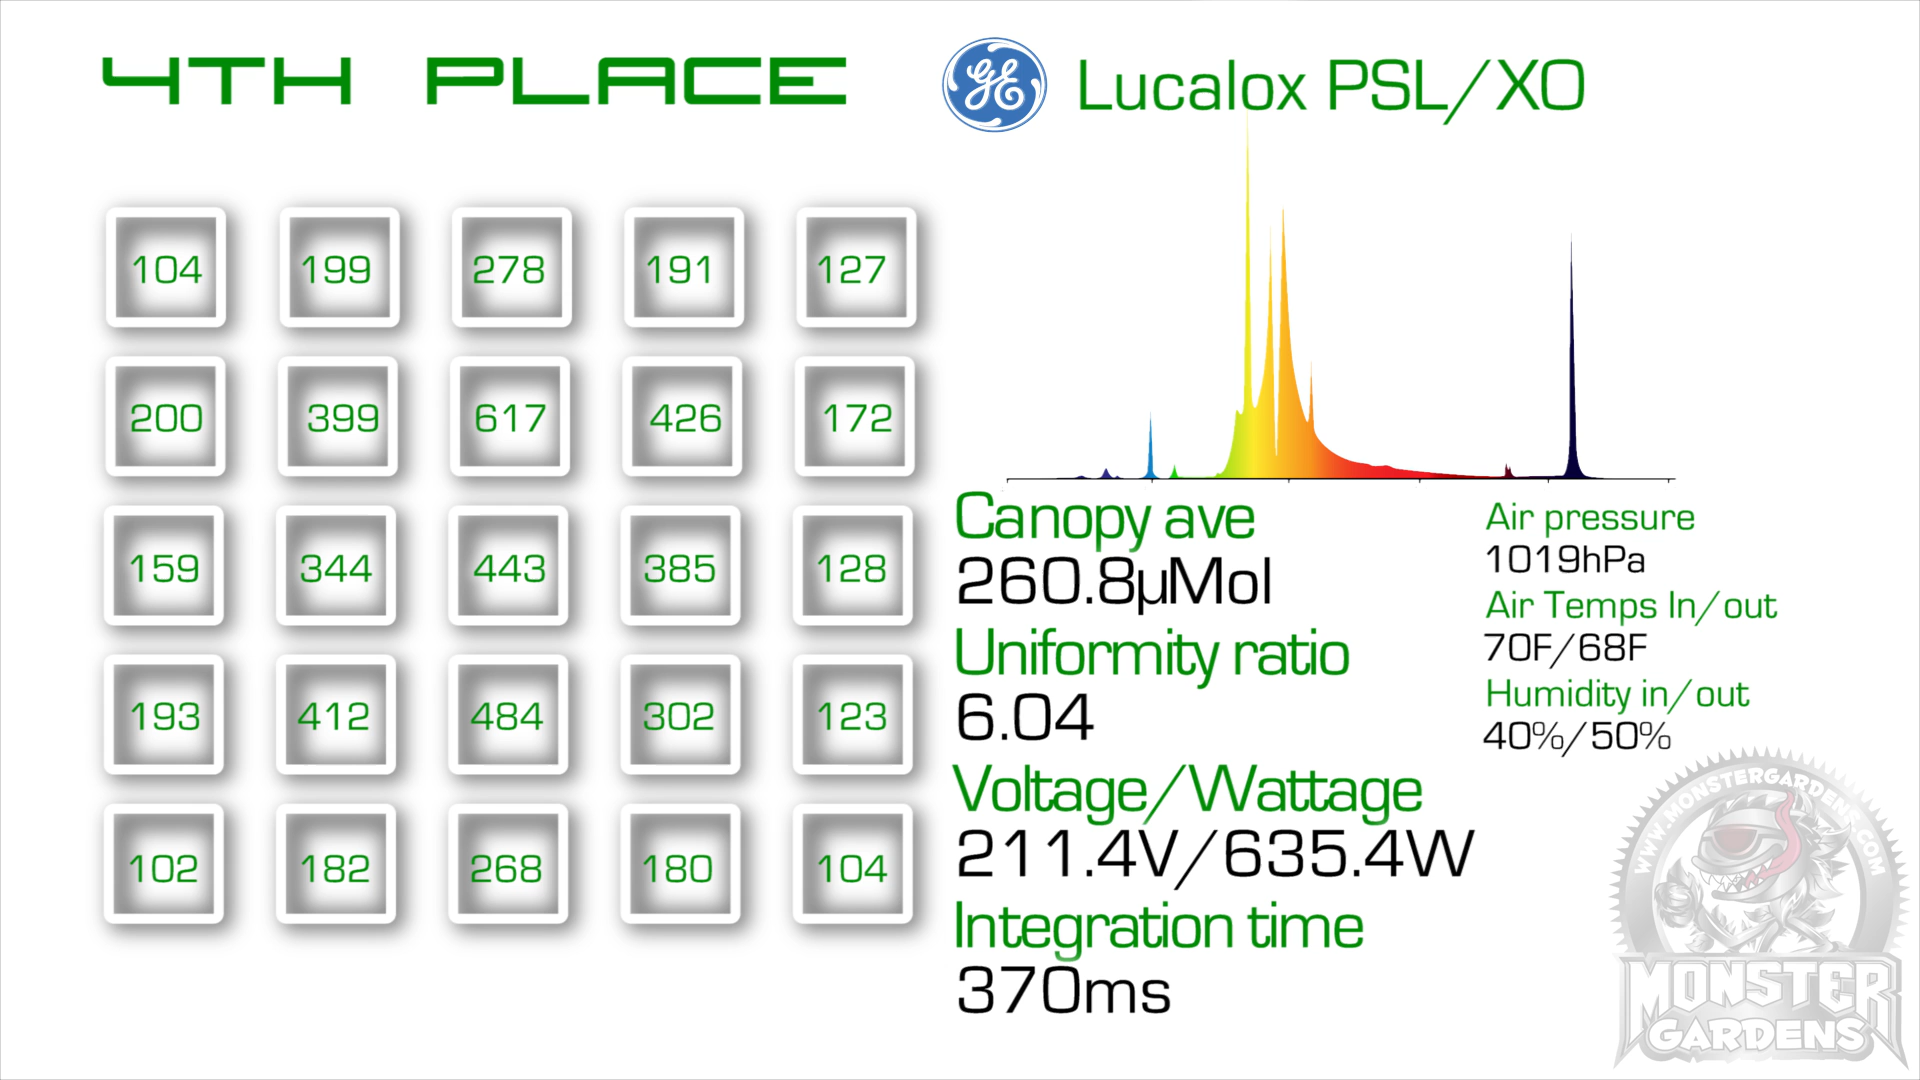 4TH PLACE
GE Lucalox PSL/XO
104 199 278 191 127
200 399 617 426 172
159 344 443 385 128
193 412 484 302 123
102 182 268 180 104
Canopy ave
260.8µMol
Uniformity ratio
6.04
Voltage/Wattage
211.4V/635.4W
Integration time
370ms
Air pressure
1019hPa
Air Temps In/out
70F/68F
Humidity in/out
40%/50%
WWW.MONSTERGARDENS.COM
MONSTER
GARDENS